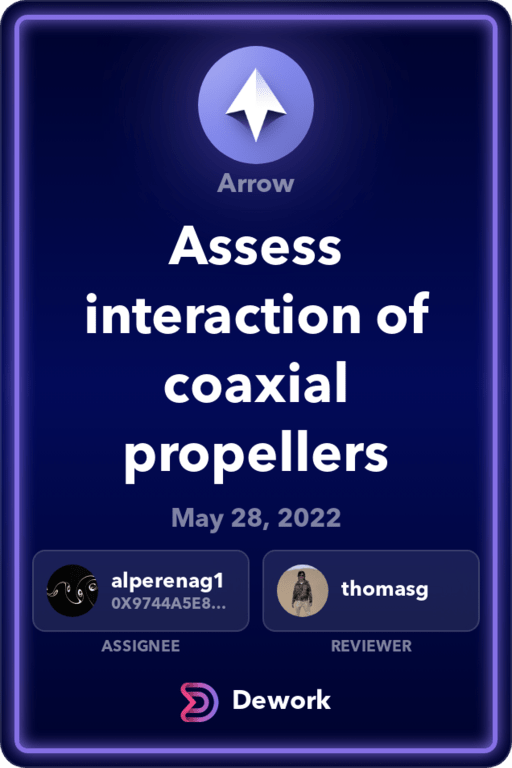 Arrow
Assess
interaction of
coaxial
propellers
May 28, 2022
alperenag1
0X9744A5E8...
thomasg
ASSIGNEE
REVIEWER
Dework